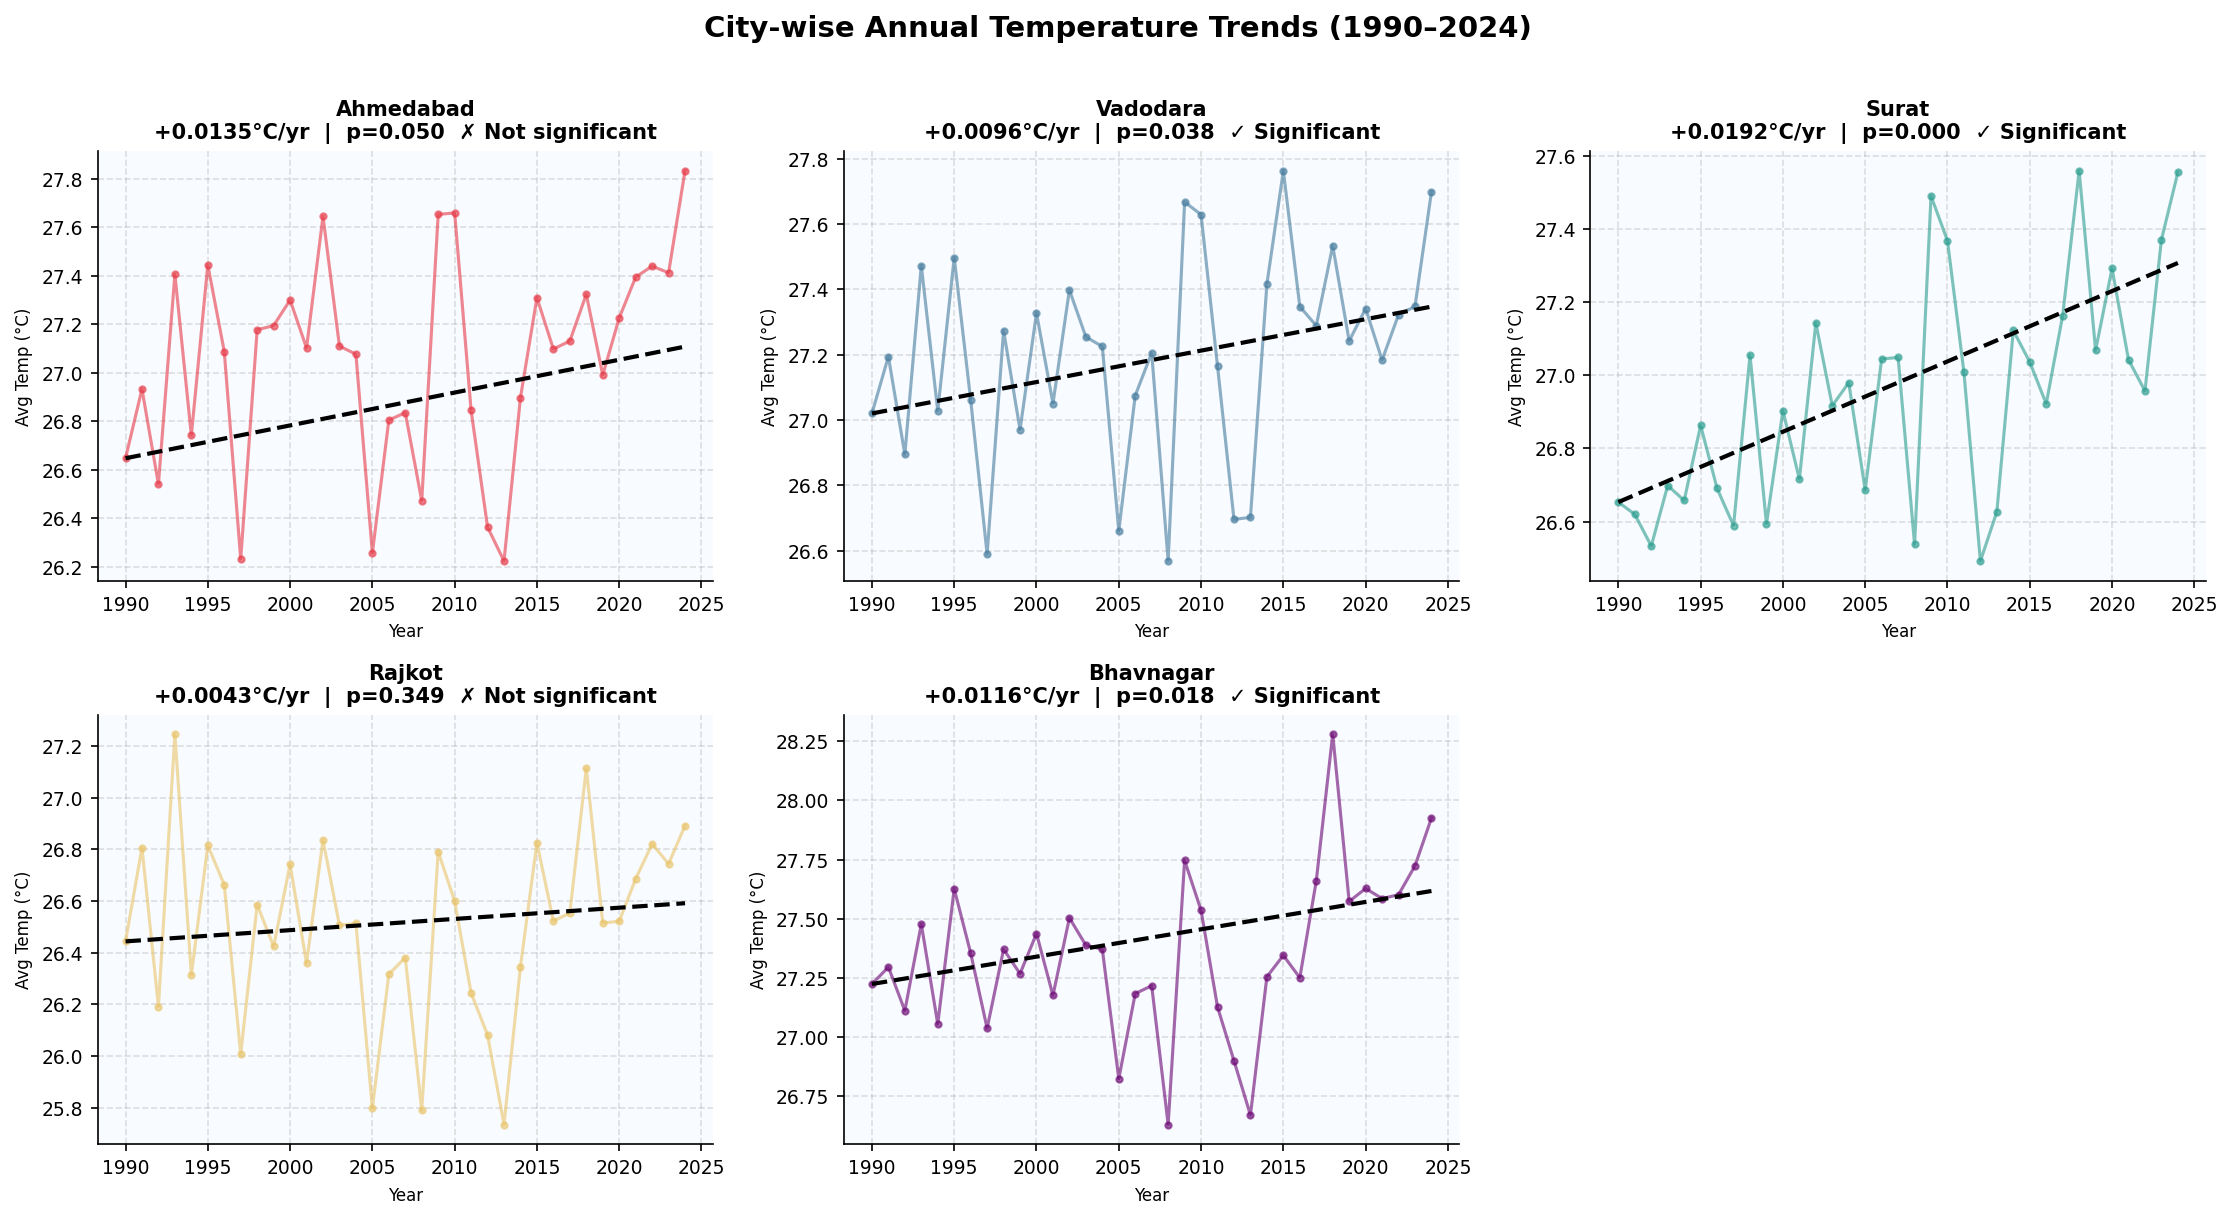 City-wise Annual Temperature Trends (1990–2024)
Ahmedabad
+0.0135°C/yr | p=0.050 ✗ Not significant
Avg Temp (°C)
27.8
27.6
27.4
27.2
27.0
26.8
26.6
26.4
26.2
1990 1995 2000 2005 2010 2015 2020 2025
Year
Vadodara
+0.0096°C/yr | p=0.038 ✓ Significant
Avg Temp (°C)
27.8
27.6
27.4
27.2
27.0
26.8
26.6
1990 1995 2000 2005 2010 2015 2020 2025
Year
Surat
+0.0192°C/yr | p=0.000 ✓ Significant
Avg Temp (°C)
27.6
27.4
27.2
27.0
26.8
26.6
1990 1995 2000 2005 2010 2015 2020 2025
Year
Rajkot
+0.0043°C/yr | p=0.349 ✗ Not significant
Avg Temp (°C)
27.2
27.0
26.8
26.6
26.4
26.2
26.0
25.8
1990 1995 2000 2005 2010 2015 2020 2025
Year
Bhavnagar
+0.0116°C/yr | p=0.018 ✓ Significant
Avg Temp (°C)
28.25
28.00
27.75
27.50
27.25
27.00
26.75
1990 1995 2000 2005 2010 2015 2020 2025
Year